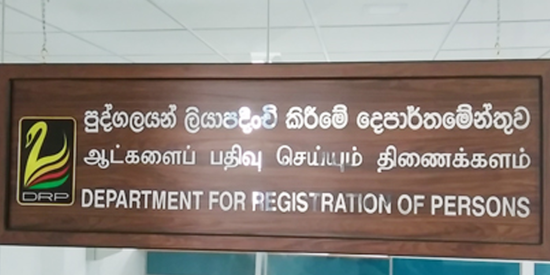 පුද්ගලයන් ලියාපදිංචි කිරීමේ දෙපාර්තමේන්තුව
ஆட்களைப் பதிவு செய்யும் திணைக்களம்
DEPARTMENT FOR REGISTRATION OF PERSONS
DRP